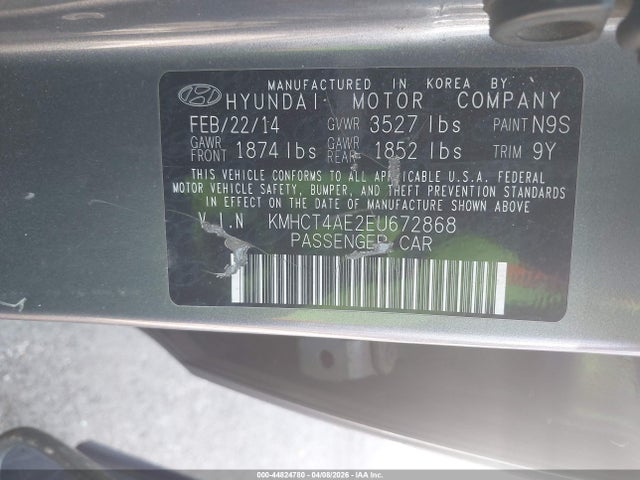 MANUFACTURED IN KOREA BY
HYUNDAI MOTOR COMPANY
FEB/22/14 GVWR 3527 lbs PAINT N9S
GAWR FRONT 1874 lbs GAWR REAR 1852 lbs TRIM 9Y
THIS VEHICLE CONFORMS TO ALL APPLICABLE U.S.A. FEDERAL
MOTOR VEHICLE SAFETY, BUMPER, AND THEFT PREVENTION STANDARDS
IN EFFECT ON THE DATE OF MANUFACTURE SHOWN ABOVE
V.I.N KMHCT4AE2EU672868
PASSENGER CAR
000-44824780 - 04/08/2026 - IAA Inc.